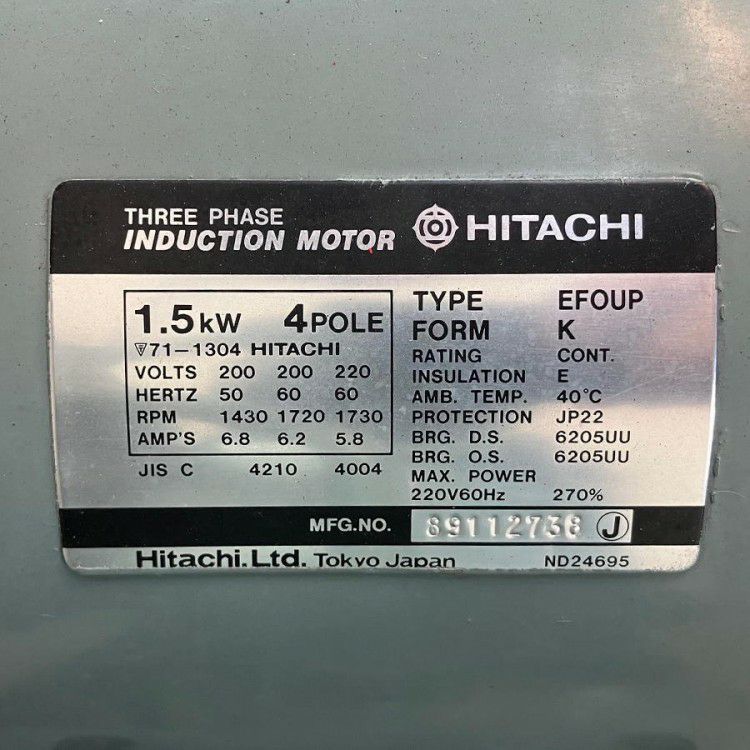 THREE PHASE
INDUCTION MOTOR
HITACHI
1.5kW 4POLE
71-1304 HITACHI
VOLTS 200 200 220
HERTZ 50 60 60
RPM 1430 1720 1730
AMP'S 6.8 6.2 5.8
JIS C 4210 4004
TYPE EFOUP
FORM K
RATING CONT.
INSULATION E
AMB. TEMP. 40°C
PROTECTION JP22
BRG. D.S. 6205UU
BRG. O.S. 6205UU
MAX. POWER
220V60Hz 270%
MFG.NO. 89112738 J
Hitachi.Ltd. Tokyo Japan ND24695